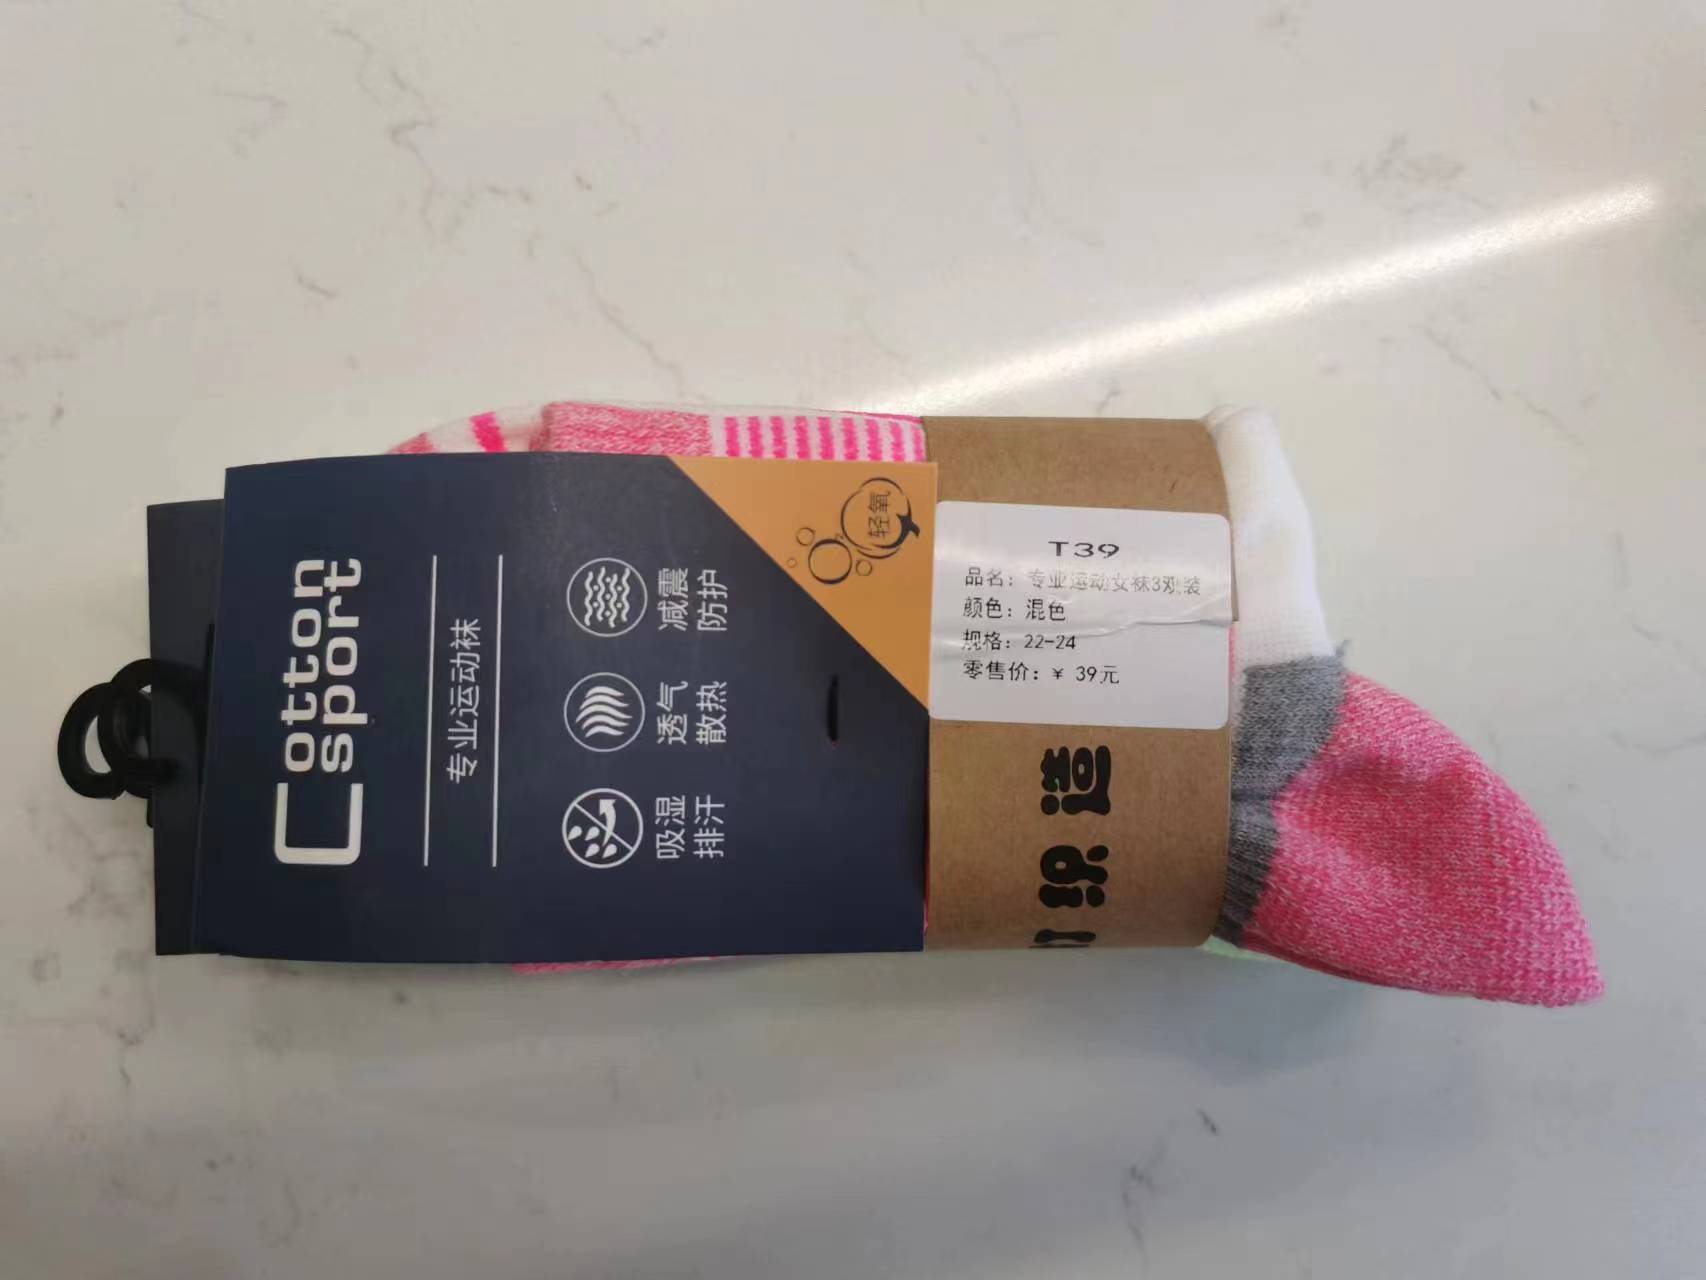 Cotton
sport
专业运动袜
减震
防护
透气
散热
吸湿
排汗
轻氧
T39
品名：专业运动女袜3双装
颜色：混色
规格：22-24
零售价：¥ 39元
织造